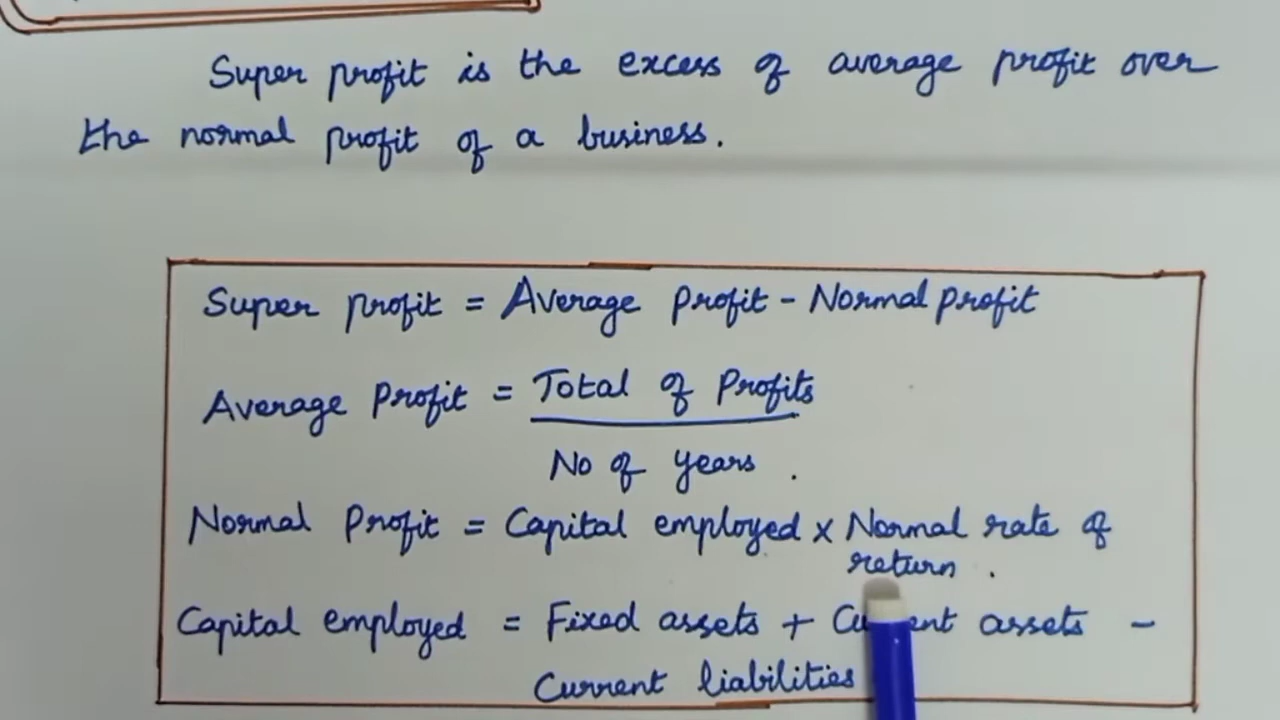 Super profit is the excess of average profit over
the normal profit of a business.
Super profit = Average profit - Normal profit
Average Profit = Total of Profits
No of years .
Normal Profit = Capital employed x Normal rate of
return .
Capital employed = Fixed assets + Current assets -
Current liabilities